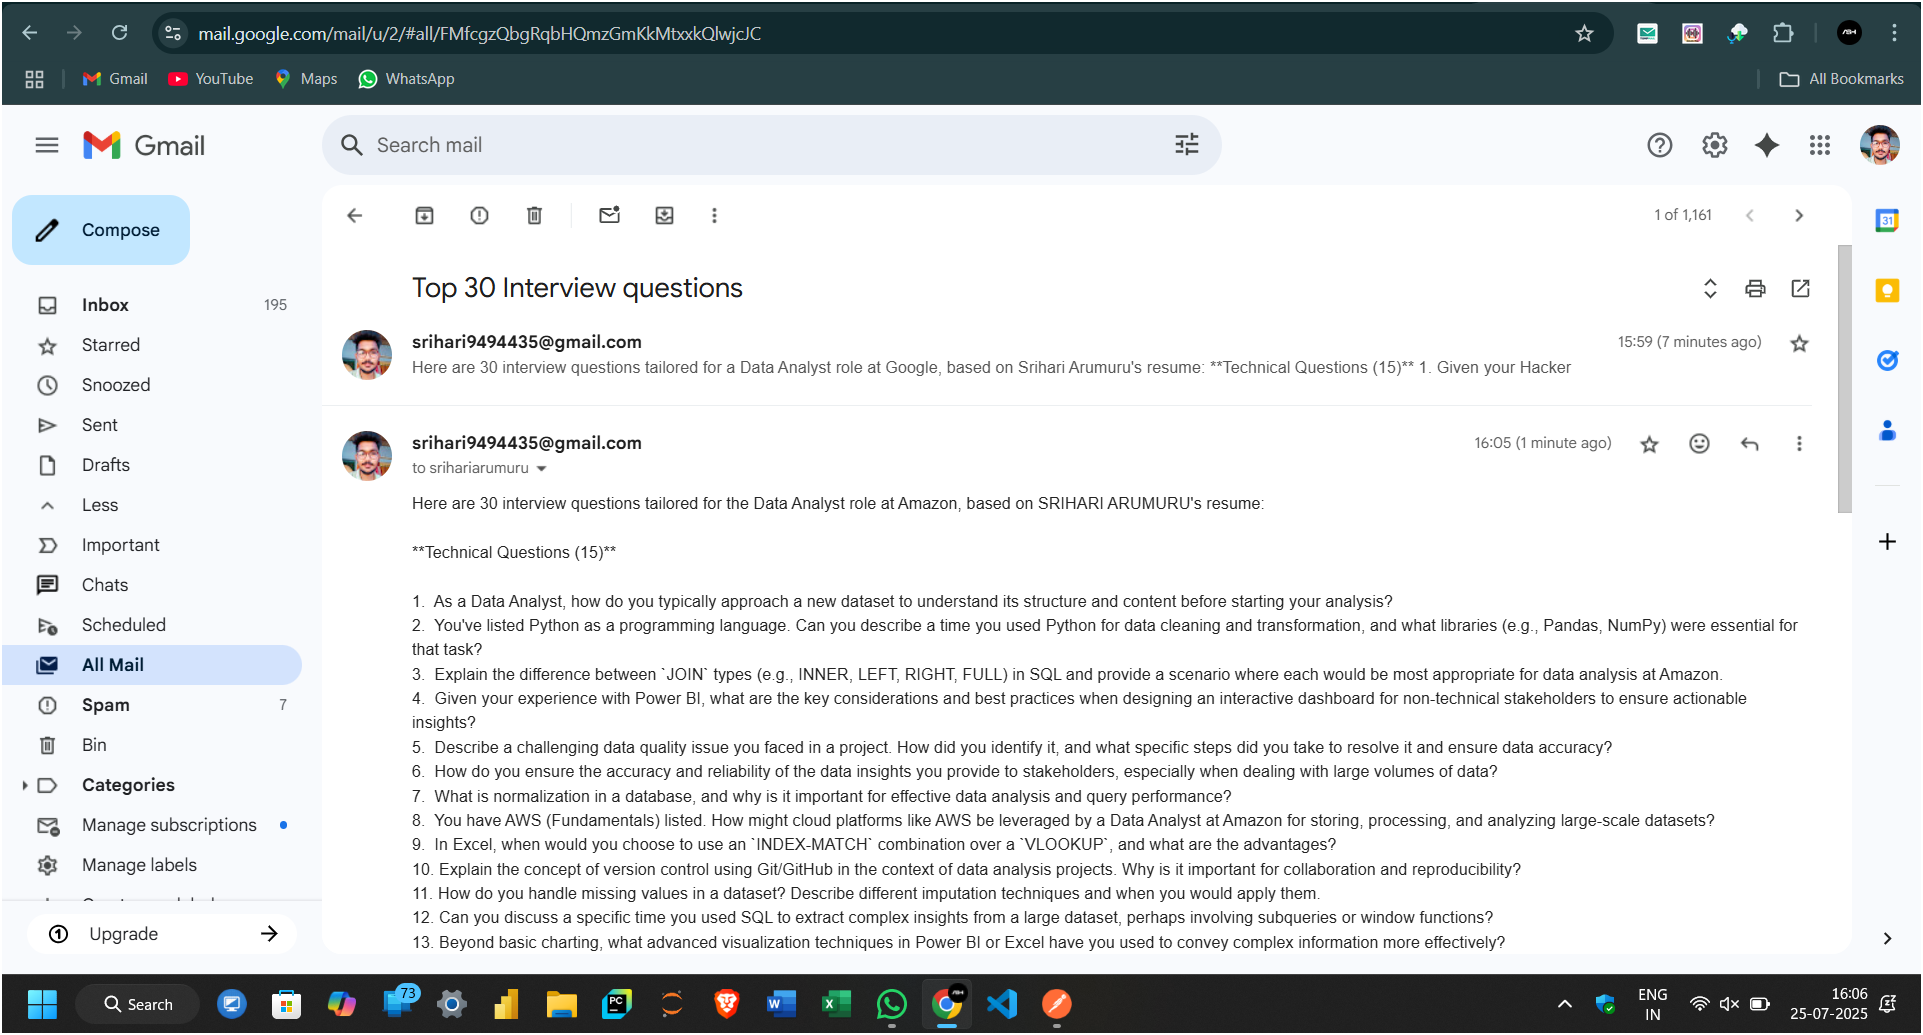 mail.google.com/mail/u/2/#all/FMfcgzQbgRqbHQmzGmKkMtxxkQlwjcJC
Gmail
YouTube
Maps
WhatsApp
All Bookmarks
Gmail
Search mail
Compose
1 of 1,161
Inbox 195
Starred
Snoozed
Sent
Drafts
Less
Important
Chats
Scheduled
All Mail
Spam 7
Bin
Categories
Manage subscriptions
Manage labels
Upgrade
Top 30 Interview questions
srihari9494435@gmail.com
15:59 (7 minutes ago)
Here are 30 interview questions tailored for a Data Analyst role at Google, based on Srihari Arumuru's resume: **Technical Questions (15)** 1. Given your Hacker
srihari9494435@gmail.com
16:05 (1 minute ago)
to srihariarumuru
Here are 30 interview questions tailored for the Data Analyst role at Amazon, based on SRIHARI ARUMURU's resume:
**Technical Questions (15)**
1. As a Data Analyst, how do you typically approach a new dataset to understand its structure and content before starting your analysis?
2. You've listed Python as a programming language. Can you describe a time you used Python for data cleaning and transformation, and what libraries (e.g., Pandas, NumPy) were essential for
that task?
3. Explain the difference between `JOIN` types (e.g., INNER, LEFT, RIGHT, FULL) in SQL and provide a scenario where each would be most appropriate for data analysis at Amazon.
4. Given your experience with Power BI, what are the key considerations and best practices when designing an interactive dashboard for non-technical stakeholders to ensure actionable
insights?
5. Describe a challenging data quality issue you faced in a project. How did you identify it, and what specific steps did you take to resolve it and ensure data accuracy?
6. How do you ensure the accuracy and reliability of the data insights you provide to stakeholders, especially when dealing with large volumes of data?
7. What is normalization in a database, and why is it important for effective data analysis and query performance?
8. You have AWS (Fundamentals) listed. How might cloud platforms like AWS be leveraged by a Data Analyst at Amazon for storing, processing, and analyzing large-scale datasets?
9. In Excel, when would you choose to use an `INDEX-MATCH` combination over a `VLOOKUP`, and what are the advantages?
10. Explain the concept of version control using Git/GitHub in the context of data analysis projects. Why is it important for collaboration and reproducibility?
11. How do you handle missing values in a dataset? Describe different imputation techniques and when you would apply them.
12. Can you discuss a specific time you used SQL to extract complex insights from a large dataset, perhaps involving subqueries or window functions?
13. Beyond basic charting, what advanced visualization techniques in Power BI or Excel have you used to convey complex information more effectively?
31
Search
73
PC
ENG
IN
16:06
25-07-2025